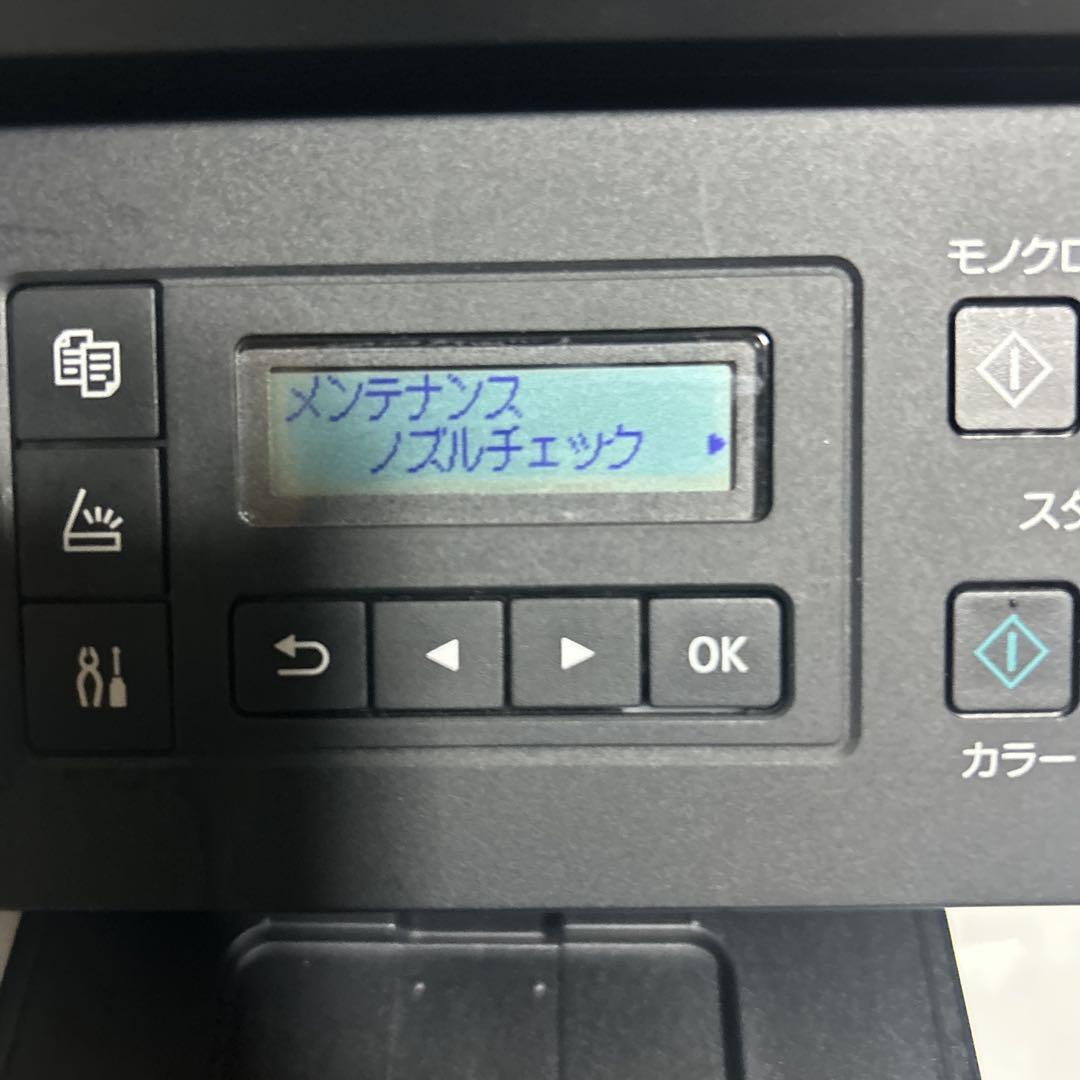 メンテナンス
ノズルチェック
OK
モノクロ
スタ
カラー